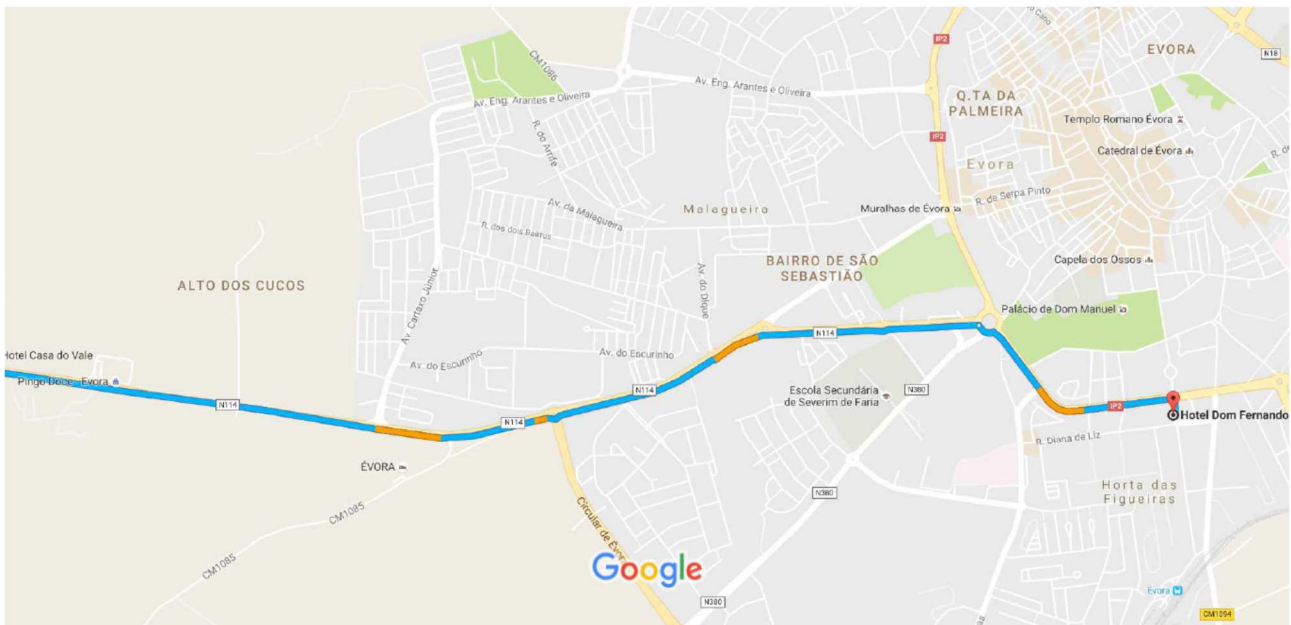 IP2
EVORA
N18
CM1086
Av. Eng. Arantes e Oliveira
Av. Eng. Arantes e Oliveira
Q.TA DA
PALMEIRA
Templo Romano Évora
R. do Arrife
IP2
Catedral de Évora
Evora
R. de Serpa Pinto
Av. da Malagueira
Malagueira
Muralhas de Évora
R. dos dois Bairros
BAIRRO DE SÃO
SEBASTIÃO
Capela dos Ossos
Av. do Dique
ALTO DOS CUCOS
Av. Cartaxo Júnior
Palácio de Dom Manuel
N114
Hotel Casa do Vale
Av. do Escurinho
Av. do Escurinho
Pingo Doce - Évora
N114
Escola Secundária
de Severim de Faria
N380
N114
IP2
Hotel Dom Fernando
N114
R. Diana de Liz
ÉVORA
Horta das
Figueiras
N380
CM1085
Circular de Évora
CM1085
Google
Evora
N380
CM1094